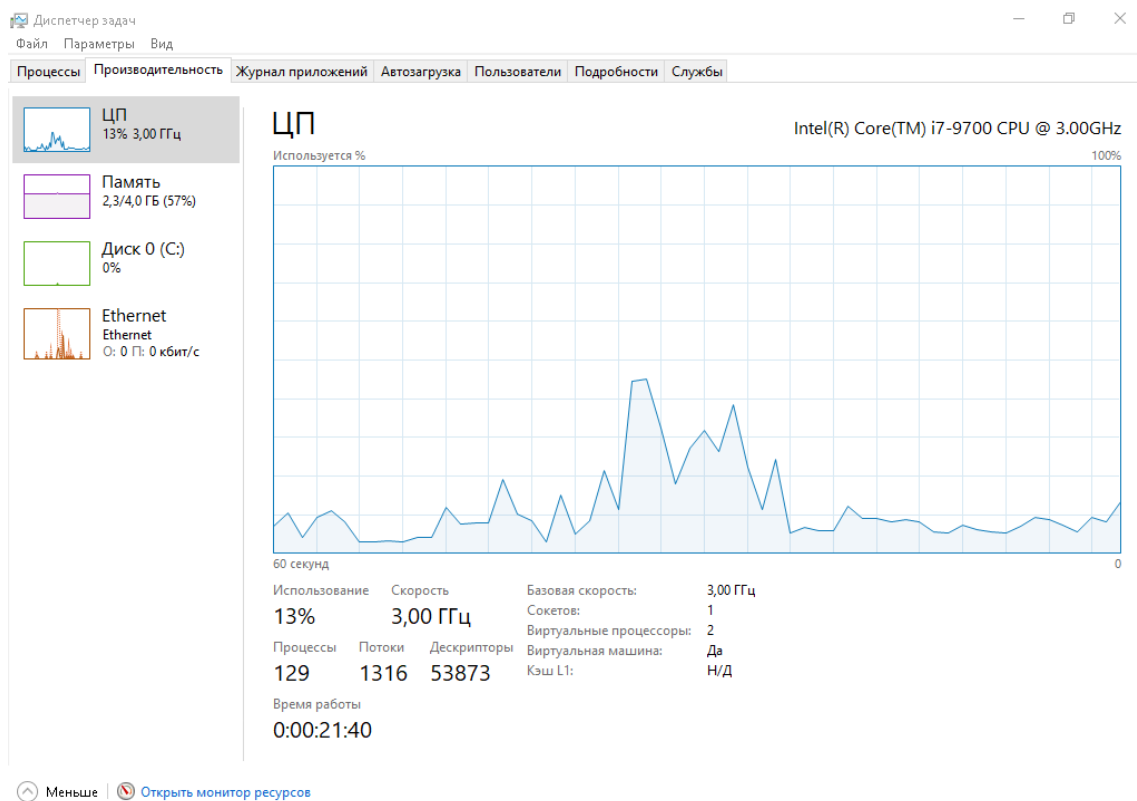 Диспетчер задач
Файл Параметры Вид
Процессы Производительность Журнал приложений Автозагрузка Пользователи Подробности Службы
ЦП
13% 3,00 ГГц
Память
2,3/4,0 ГБ (57%)
Диск 0 (C:)
0%
Ethernet
Ethernet
О: 0 П: 0 кбит/с
ЦП Intel(R) Core(TM) i7-9700 CPU @ 3.00GHz
Используется % 100%
60 секунд 0
Использование Скорость
13% 3,00 ГГц
Процессы Потоки Дескрипторы
129 1316 53873
Время работы
0:00:21:40
Базовая скорость: 3,00 ГГц
Сокетов: 1
Виртуальные процессоры: 2
Виртуальная машина: Да
Кэш L1: Н/Д
Меньше Открыть монитор ресурсов